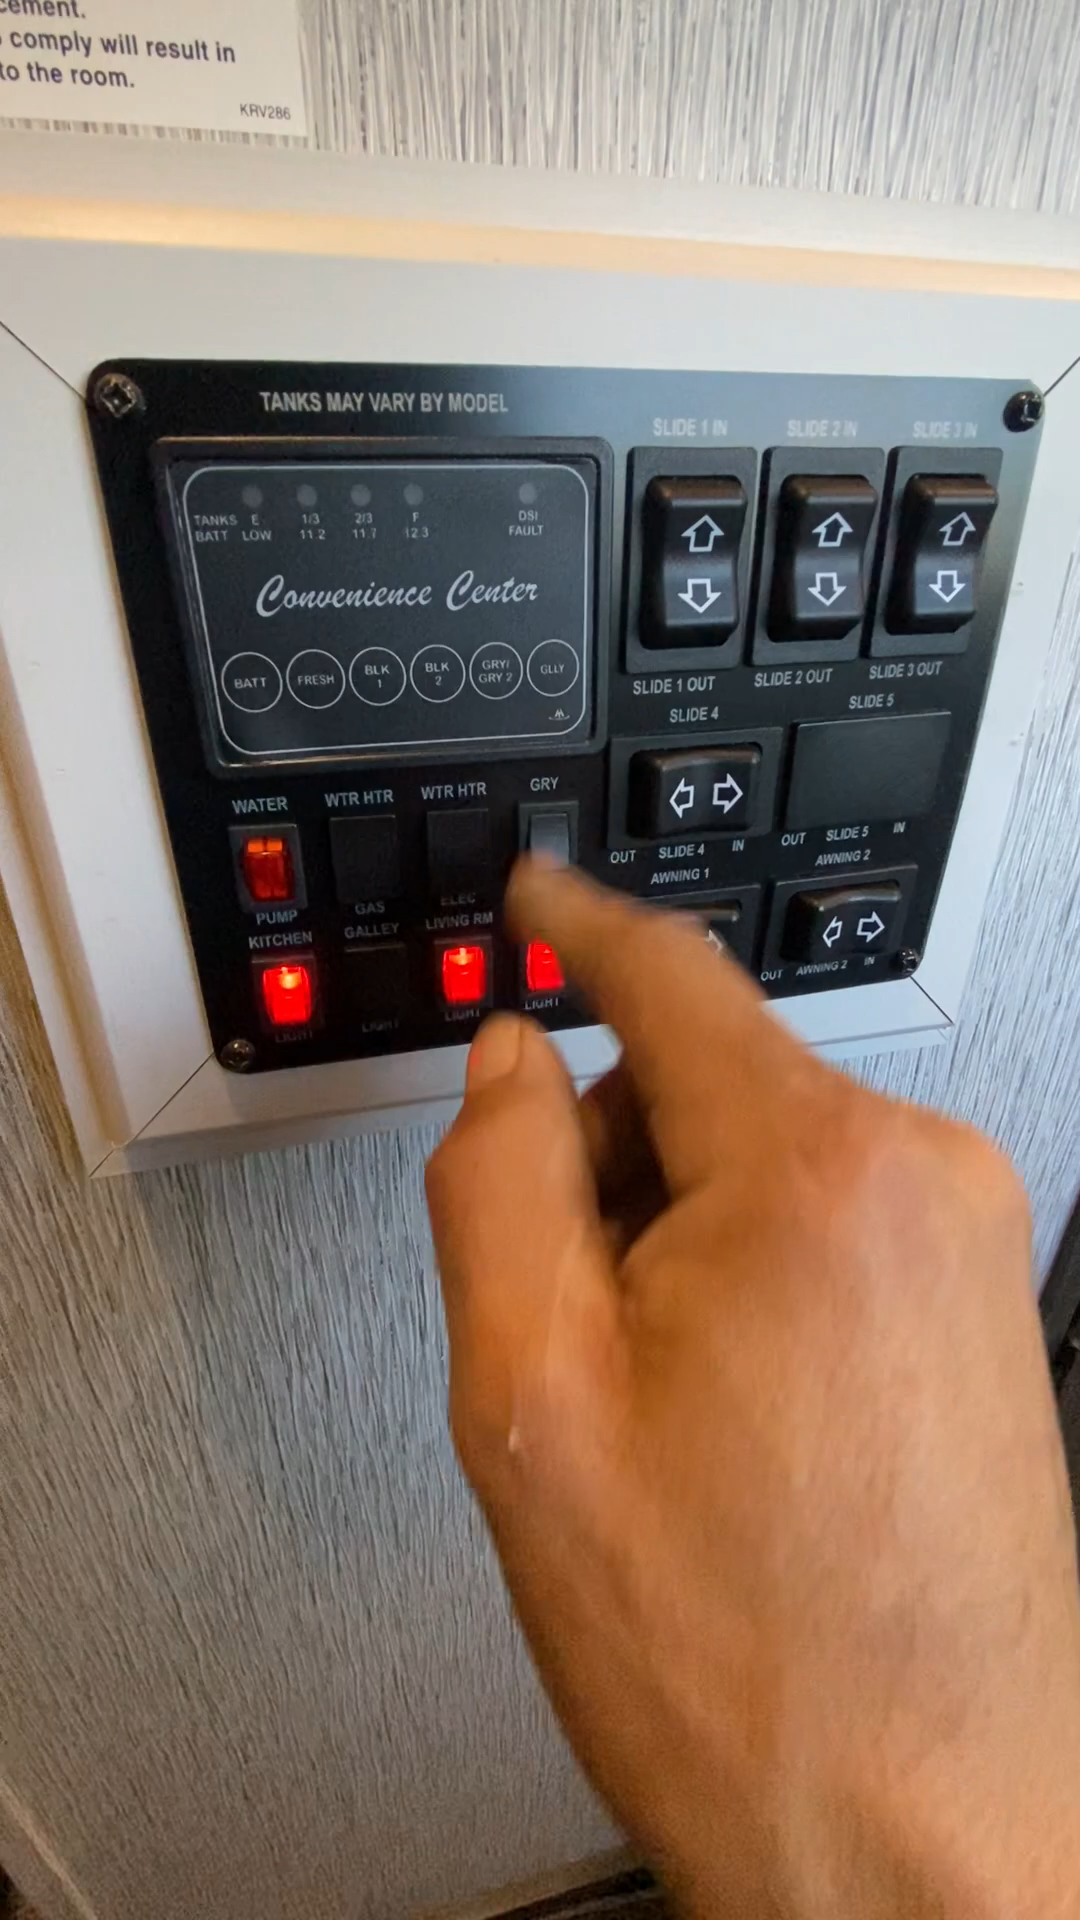 cement.
comply will result in
to the room.
KRV286
TANKS MAY VARY BY MODEL
TANKS E 1/3 2/3 F DSI
BATT LOW 11.2 11.7 12.3 FAULT
Convenience Center
BATT
FRESH
BLK
1
BLK
2
GRY/
GRY 2
GLLY
SLIDE 1 IN
SLIDE 2 IN
SLIDE 3 IN
SLIDE 1 OUT
SLIDE 2 OUT
SLIDE 3 OUT
SLIDE 4
SLIDE 5
OUT SLIDE 4 IN
OUT SLIDE 5 IN
AWNING 1
AWNING 2
OUT AWNING 2 IN
WATER
WTR HTR
WTR HTR
GRY
PUMP
GAS
ELEC
KITCHEN
GALLEY
LIVING RM
LIGHT
LIGHT
LIGHT
LIGHT